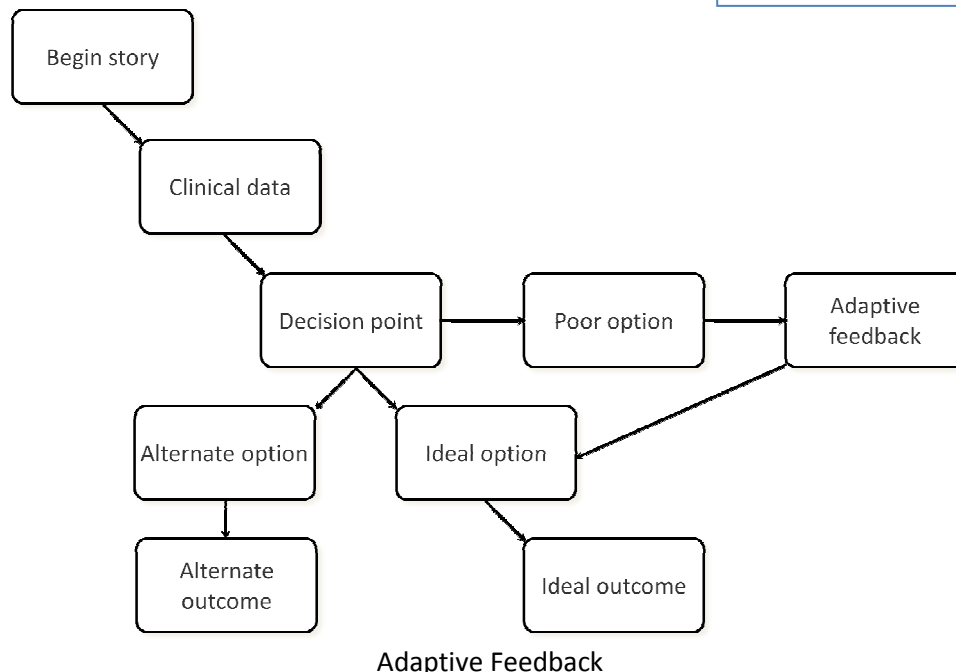 Begin story
Clinical data
Decision point
Poor option
Adaptive
feedback
Alternate option
Ideal option
Alternate
outcome
Ideal outcome
Adaptive Feedback